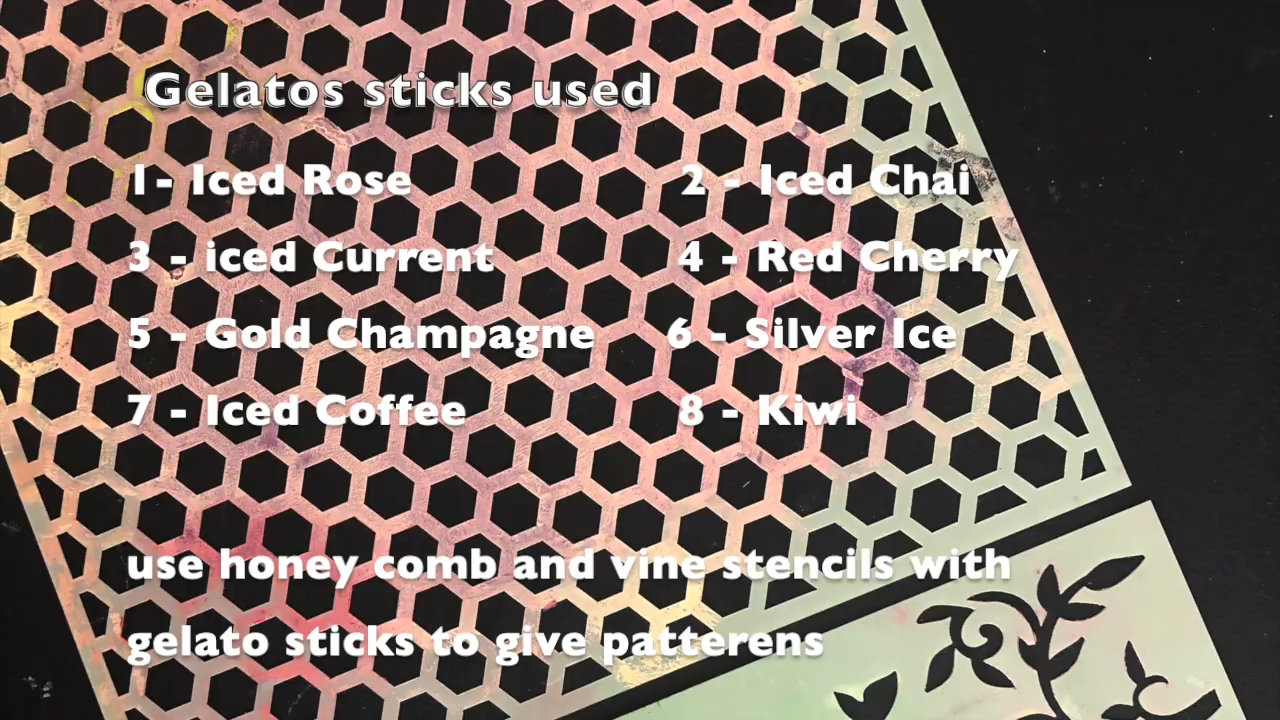 Gelatos sticks used
1- Iced Rose 2 - Iced Chai
3 - iced Current 4 - Red Cherry
5 - Gold Champagne 6 - Silver Ice
7 - Iced Coffee 8 - Kiwi
use honey comb and vine stencils with
gelato sticks to give patterens